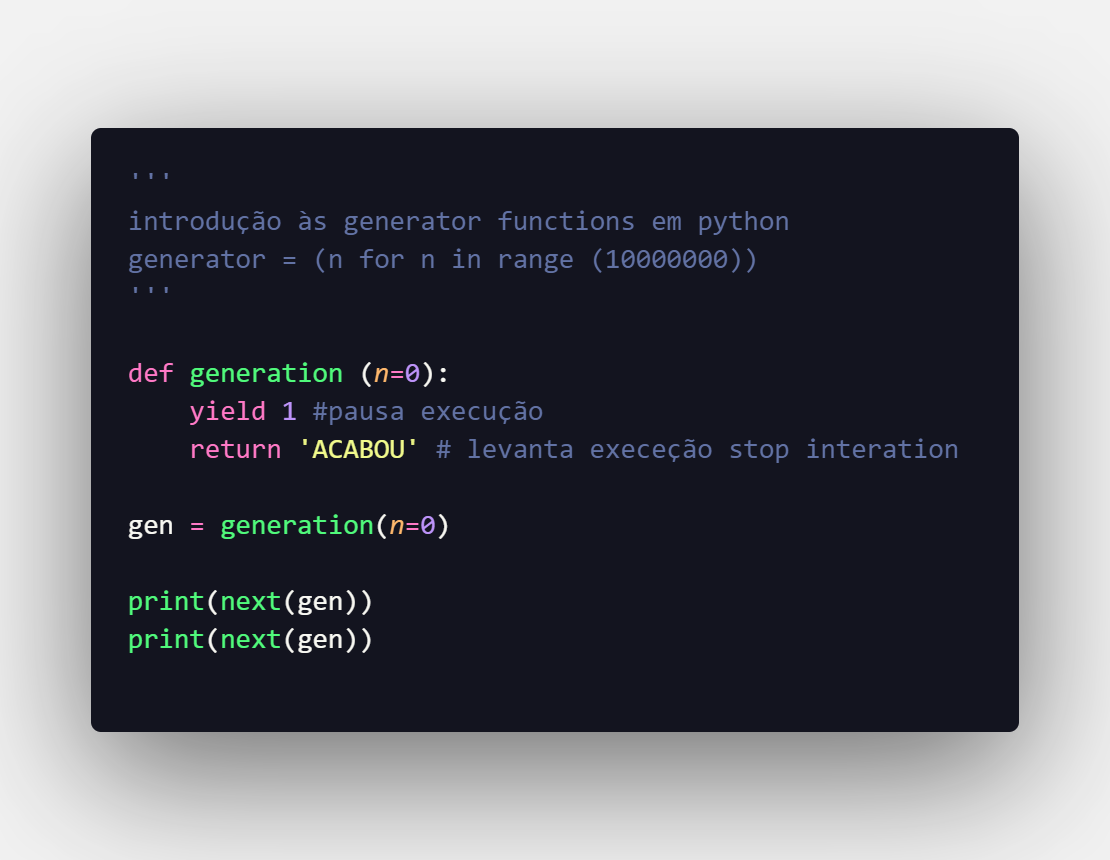 '''
introdução às generator functions em python
generator = (n for n in range (10000000))
'''
def generation (n=0):
    yield 1 #pausa execução
    return 'ACABOU' # levanta execeção stop interation
gen = generation(n=0)
print(next(gen))
print(next(gen))